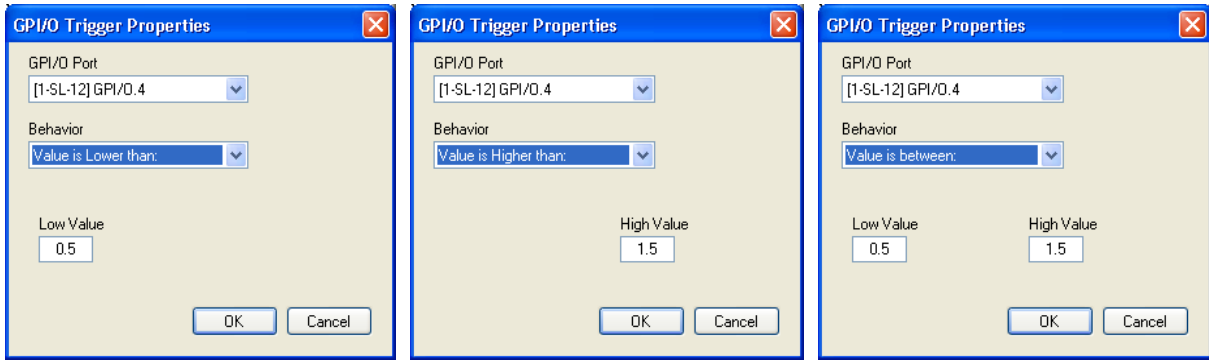 GPI/O Trigger Properties
GPI/O Port
[1-SL-12] GPI/O.4
Behavior
Value is Lower than:
Low Value
0.5
OK Cancel
GPI/O Trigger Properties
GPI/O Port
[1-SL-12] GPI/O.4
Behavior
Value is Higher than:
High Value
1.5
OK Cancel
GPI/O Trigger Properties
GPI/O Port
[1-SL-12] GPI/O.4
Behavior
Value is between:
Low Value High Value
0.5 1.5
OK Cancel